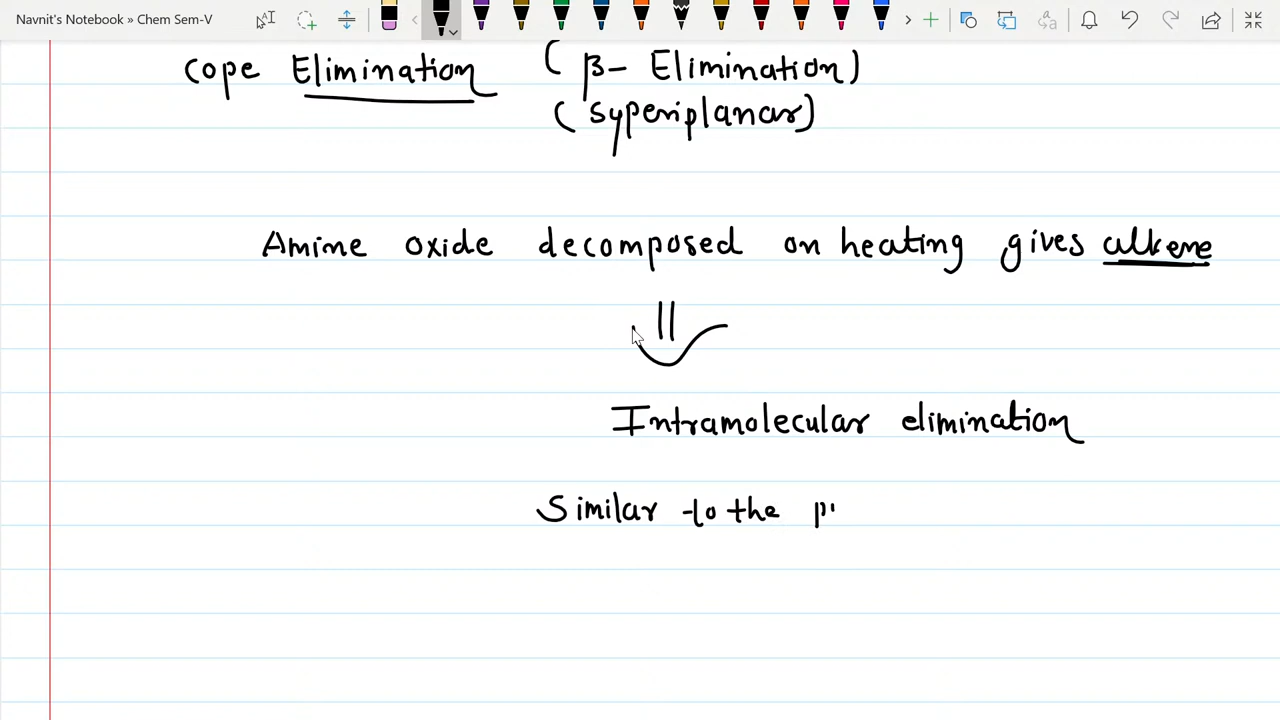 Navnit's Notebook » Chem Sem-V
Cope Elimination (β- Elimination)
(Syperiplanar)
Amine oxide decomposed on heating gives alkene
Intramolecular elimination
Similar to the